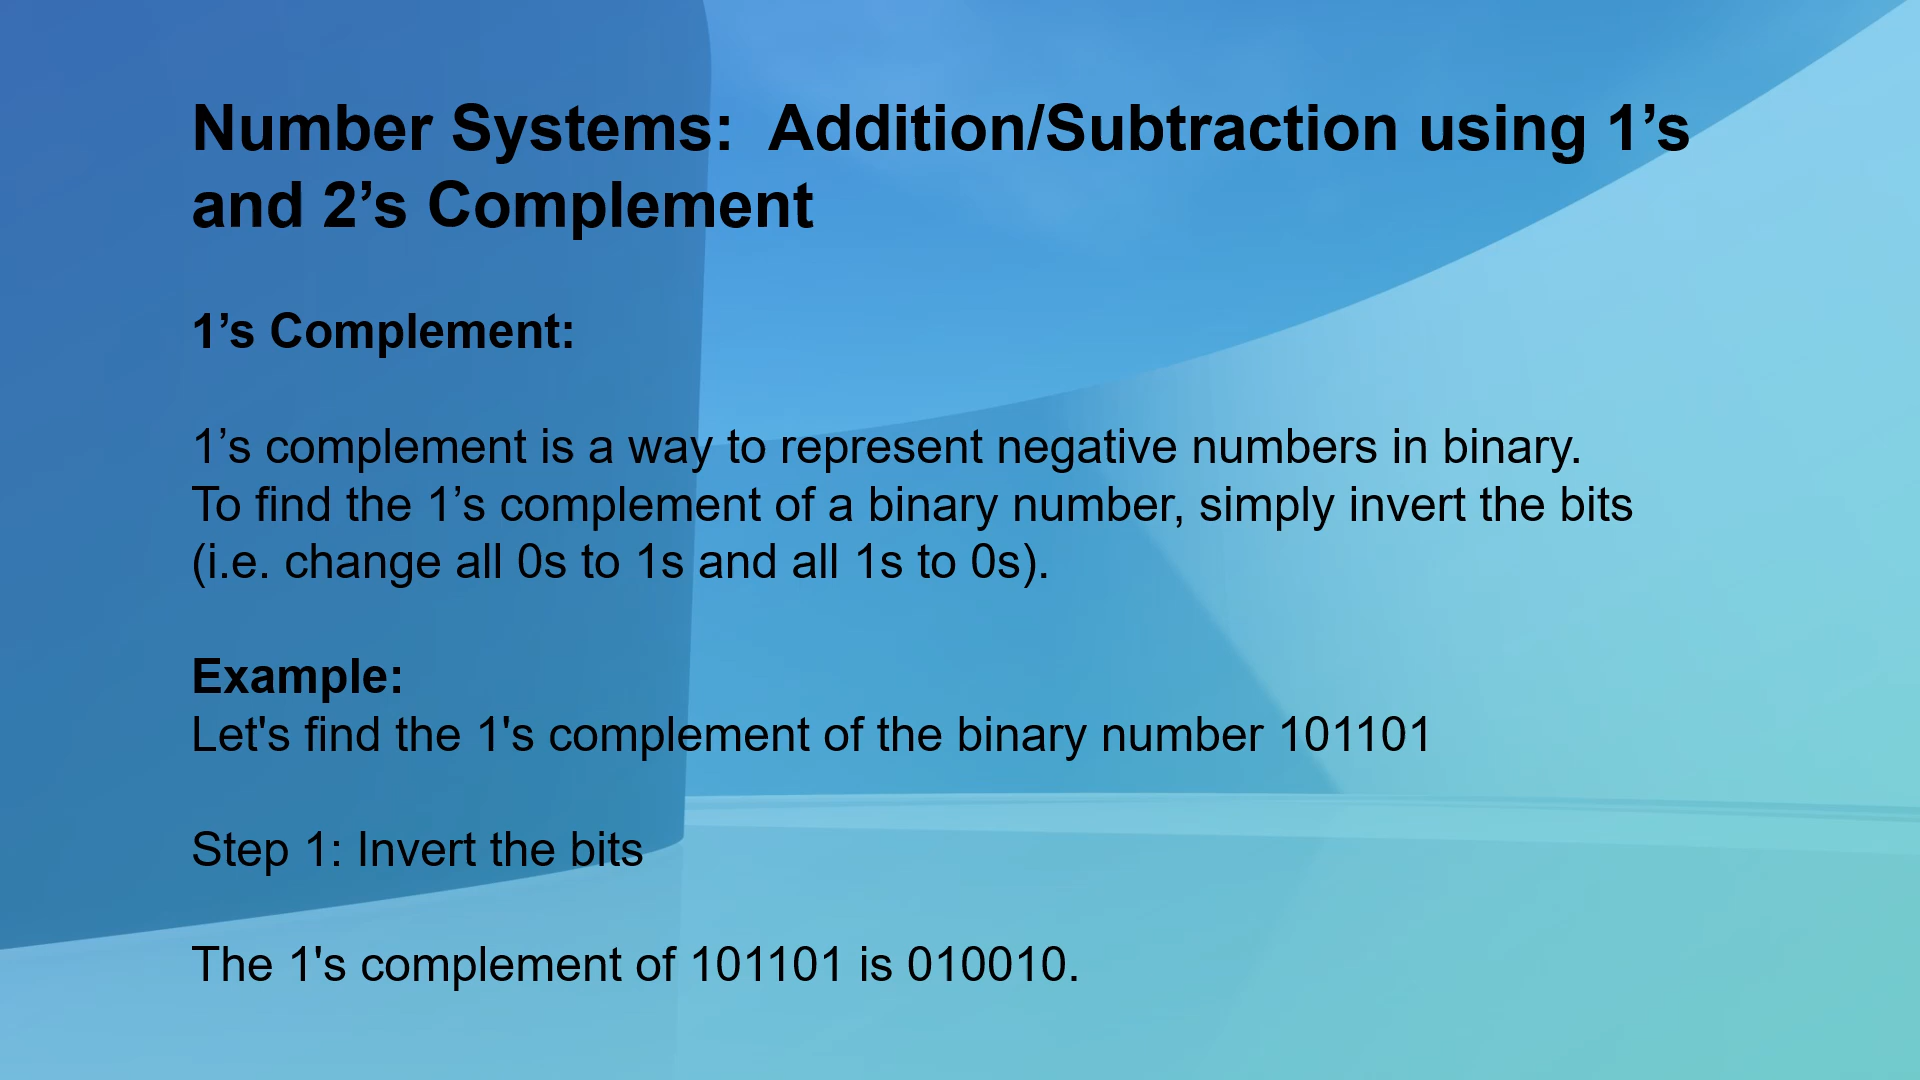 Number Systems:  Addition/Subtraction using 1’s
and 2’s Complement
1’s Complement:
1’s complement is a way to represent negative numbers in binary.
To find the 1’s complement of a binary number, simply invert the bits
(i.e. change all 0s to 1s and all 1s to 0s).
Example:
Let's find the 1's complement of the binary number 101101
Step 1: Invert the bits
The 1's complement of 101101 is 010010.